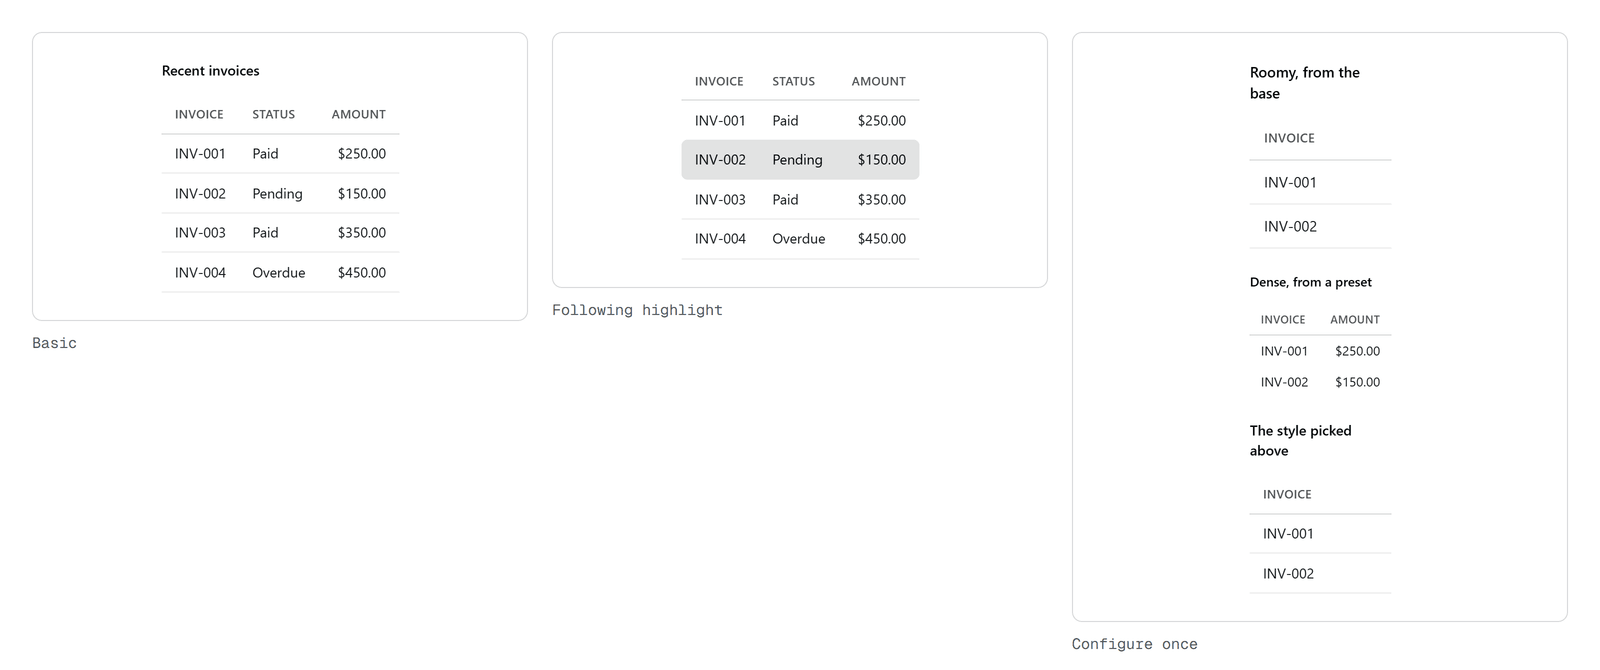 Recent invoices
INVOICE STATUS AMOUNT
INV-001 Paid $250.00
INV-002 Pending $150.00
INV-003 Paid $350.00
INV-004 Overdue $450.00
Basic
INVOICE STATUS AMOUNT
INV-001 Paid $250.00
INV-002 Pending $150.00
INV-003 Paid $350.00
INV-004 Overdue $450.00
Following highlight
Roomy, from the
base
INVOICE
INV-001
INV-002
Dense, from a preset
INVOICE AMOUNT
INV-001 $250.00
INV-002 $150.00
The style picked
above
INVOICE
INV-001
INV-002
Configure once